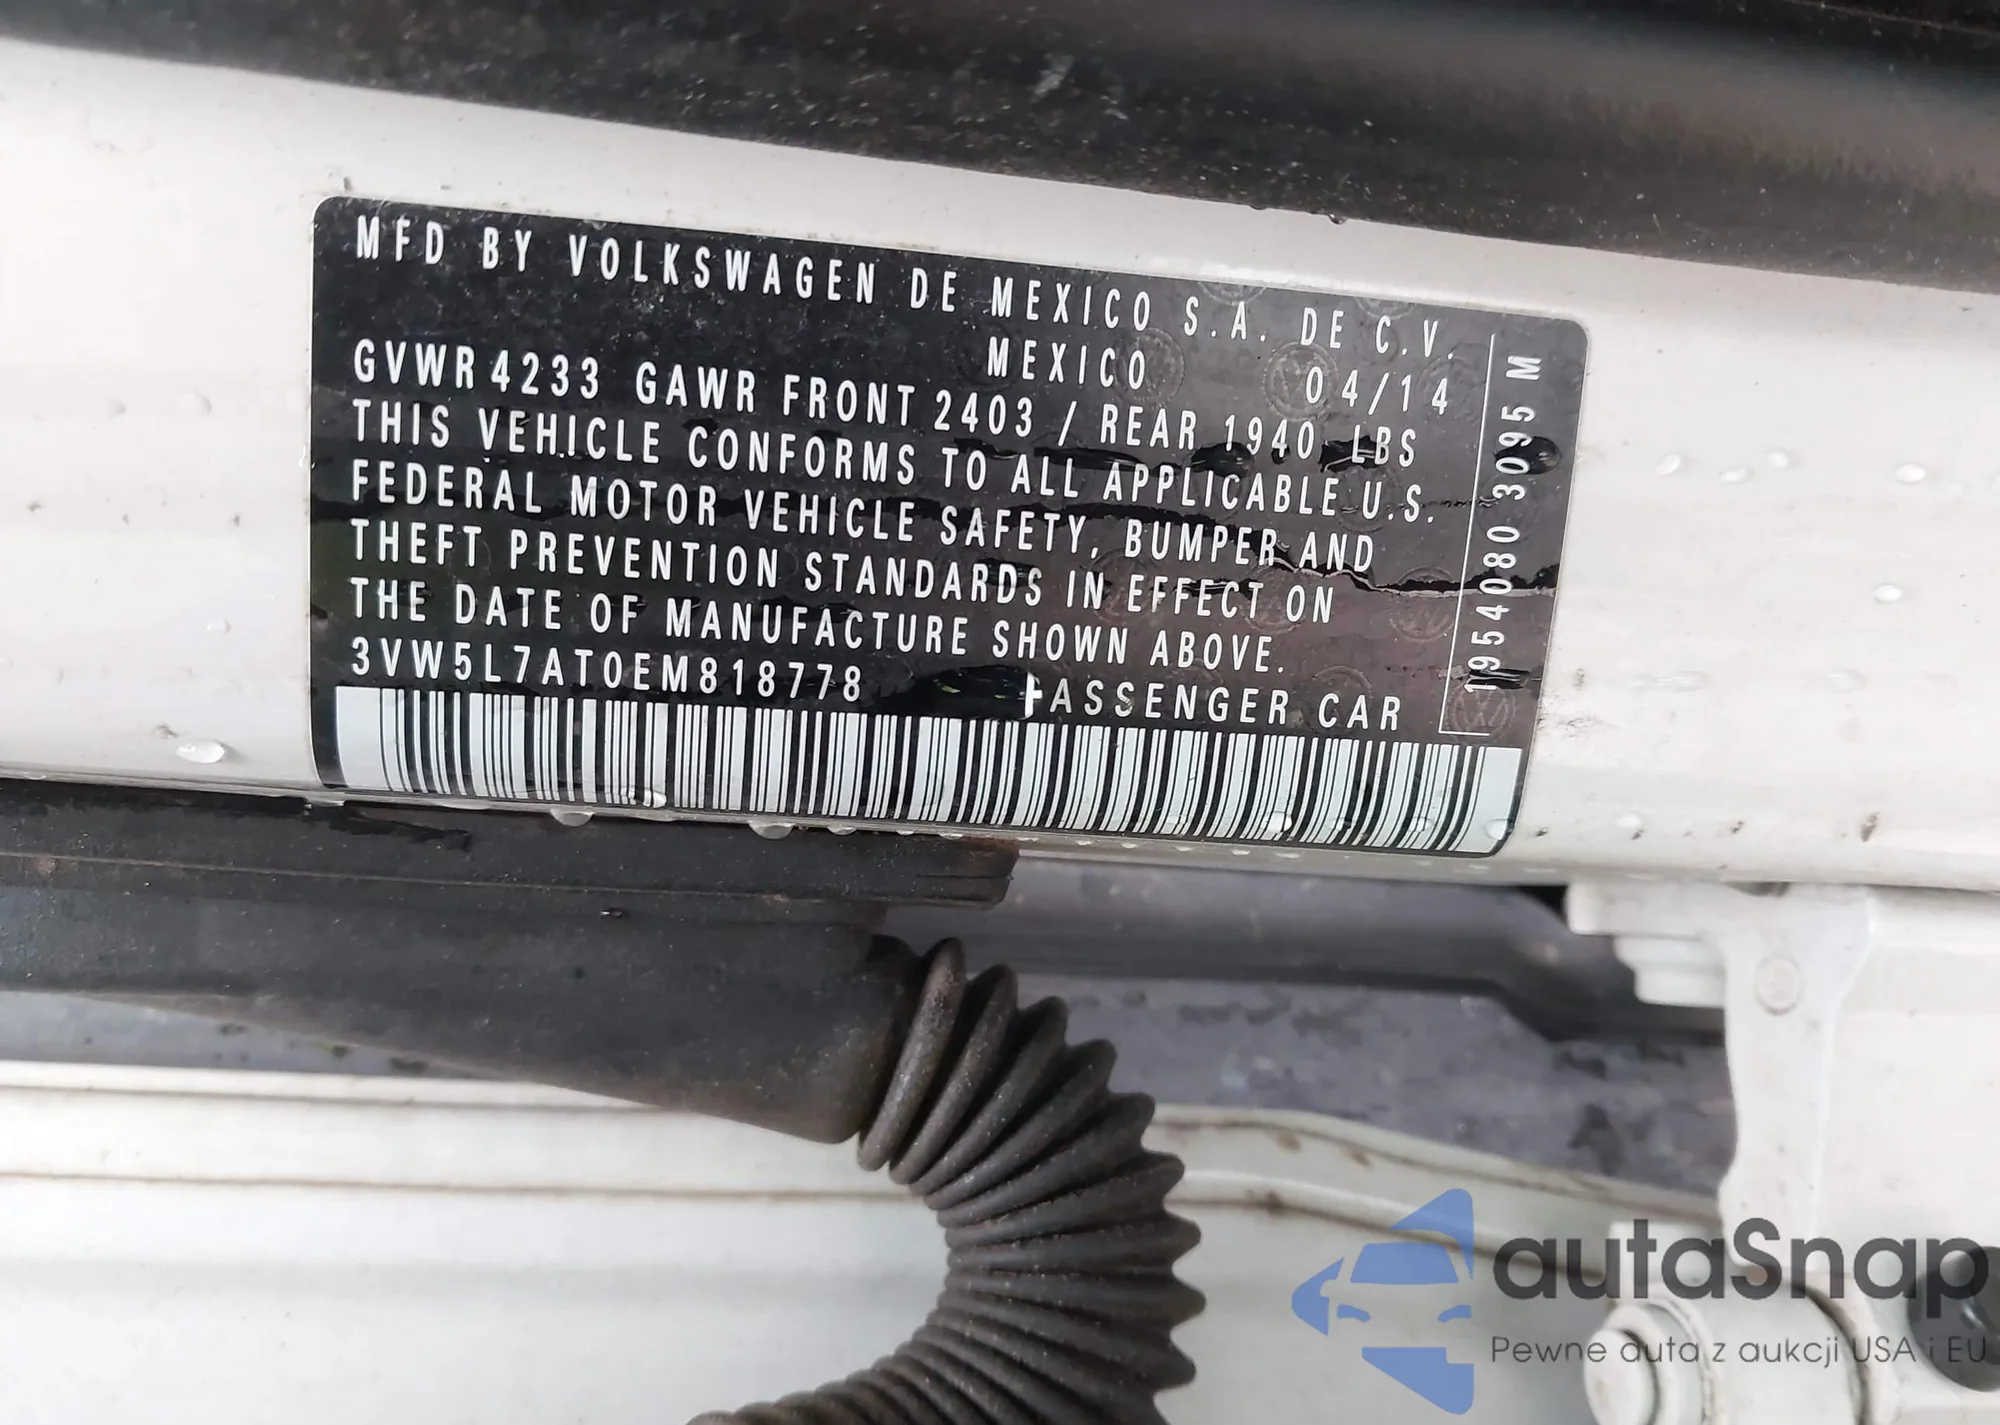 MFD BY VOLKSWAGEN DE MEXICO S.A. DE C.V.
MEXICO 04/14
GVWR 4233 GAWR FRONT 2403 / REAR 1940 LBS
THIS VEHICLE CONFORMS TO ALL APPLICABLE U.S.
FEDERAL MOTOR VEHICLE SAFETY, BUMPER AND
THEFT PREVENTION STANDARDS IN EFFECT ON
THE DATE OF MANUFACTURE SHOWN ABOVE.
3VW5L7AT0EM818778 PASSENGER CAR
1954080 3095 M
autaSnap
Pewne auta z aukcji USA i EU